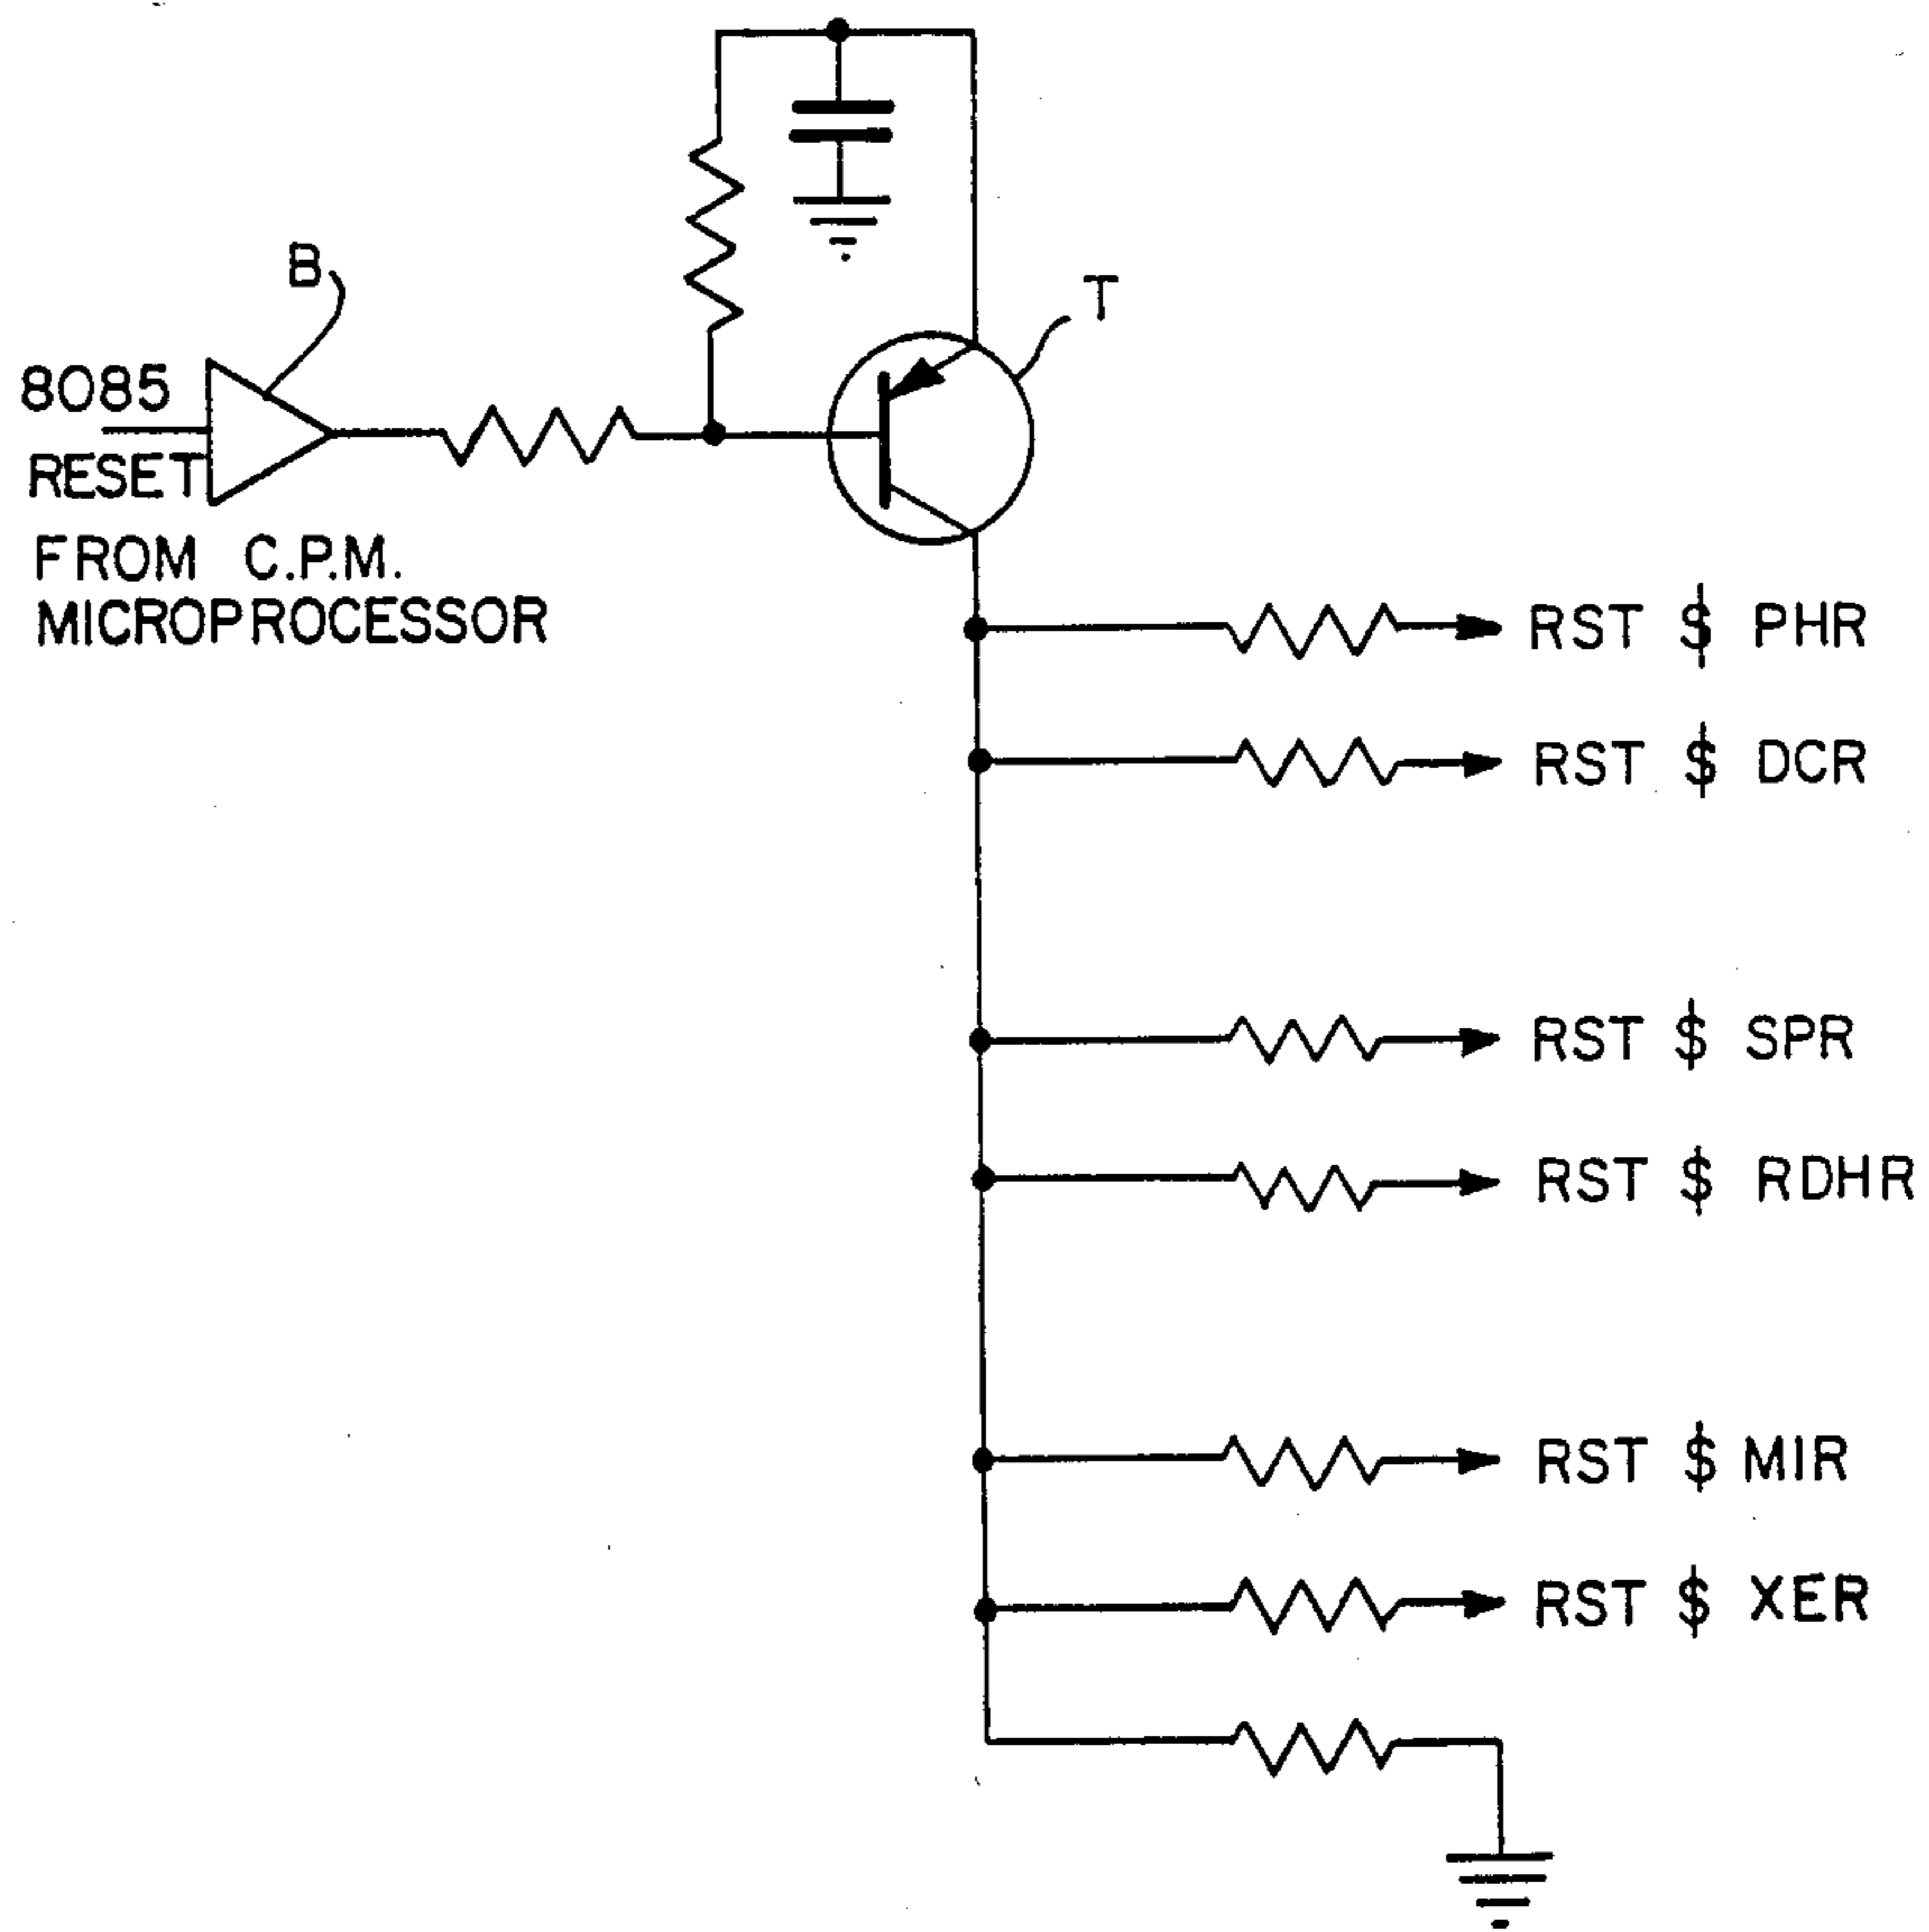 B
T
8085
RESET
FROM C.P.M.
MICROPROCESSOR
RST $ PHR
RST $ DCR
RST $ SPR
RST $ RDHR
RST $ MIR
RST $ XER